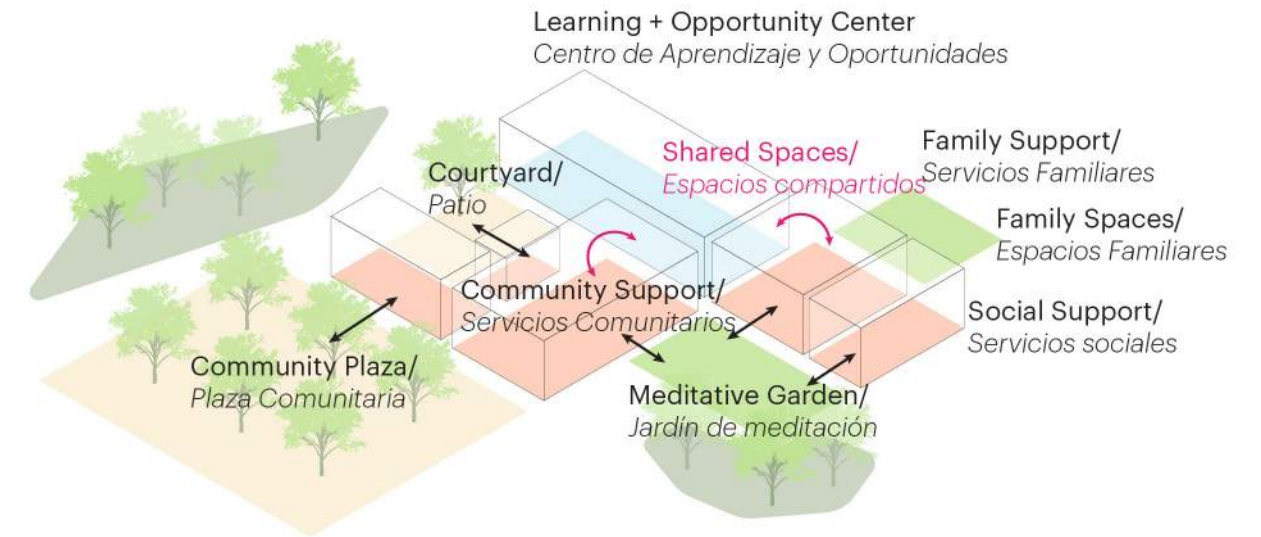 Learning + Opportunity Center
Centro de Aprendizaje y Oportunidades
Shared Spaces/
Espacios compartidos
Family Support/
Servicios Familiares
Courtyard/
Patio
Family Spaces/
Espacios Familiares
Community Support/
Servicios Comunitarios
Social Support/
Servicios sociales
Community Plaza/
Plaza Comunitaria
Meditative Garden/
Jardín de meditación